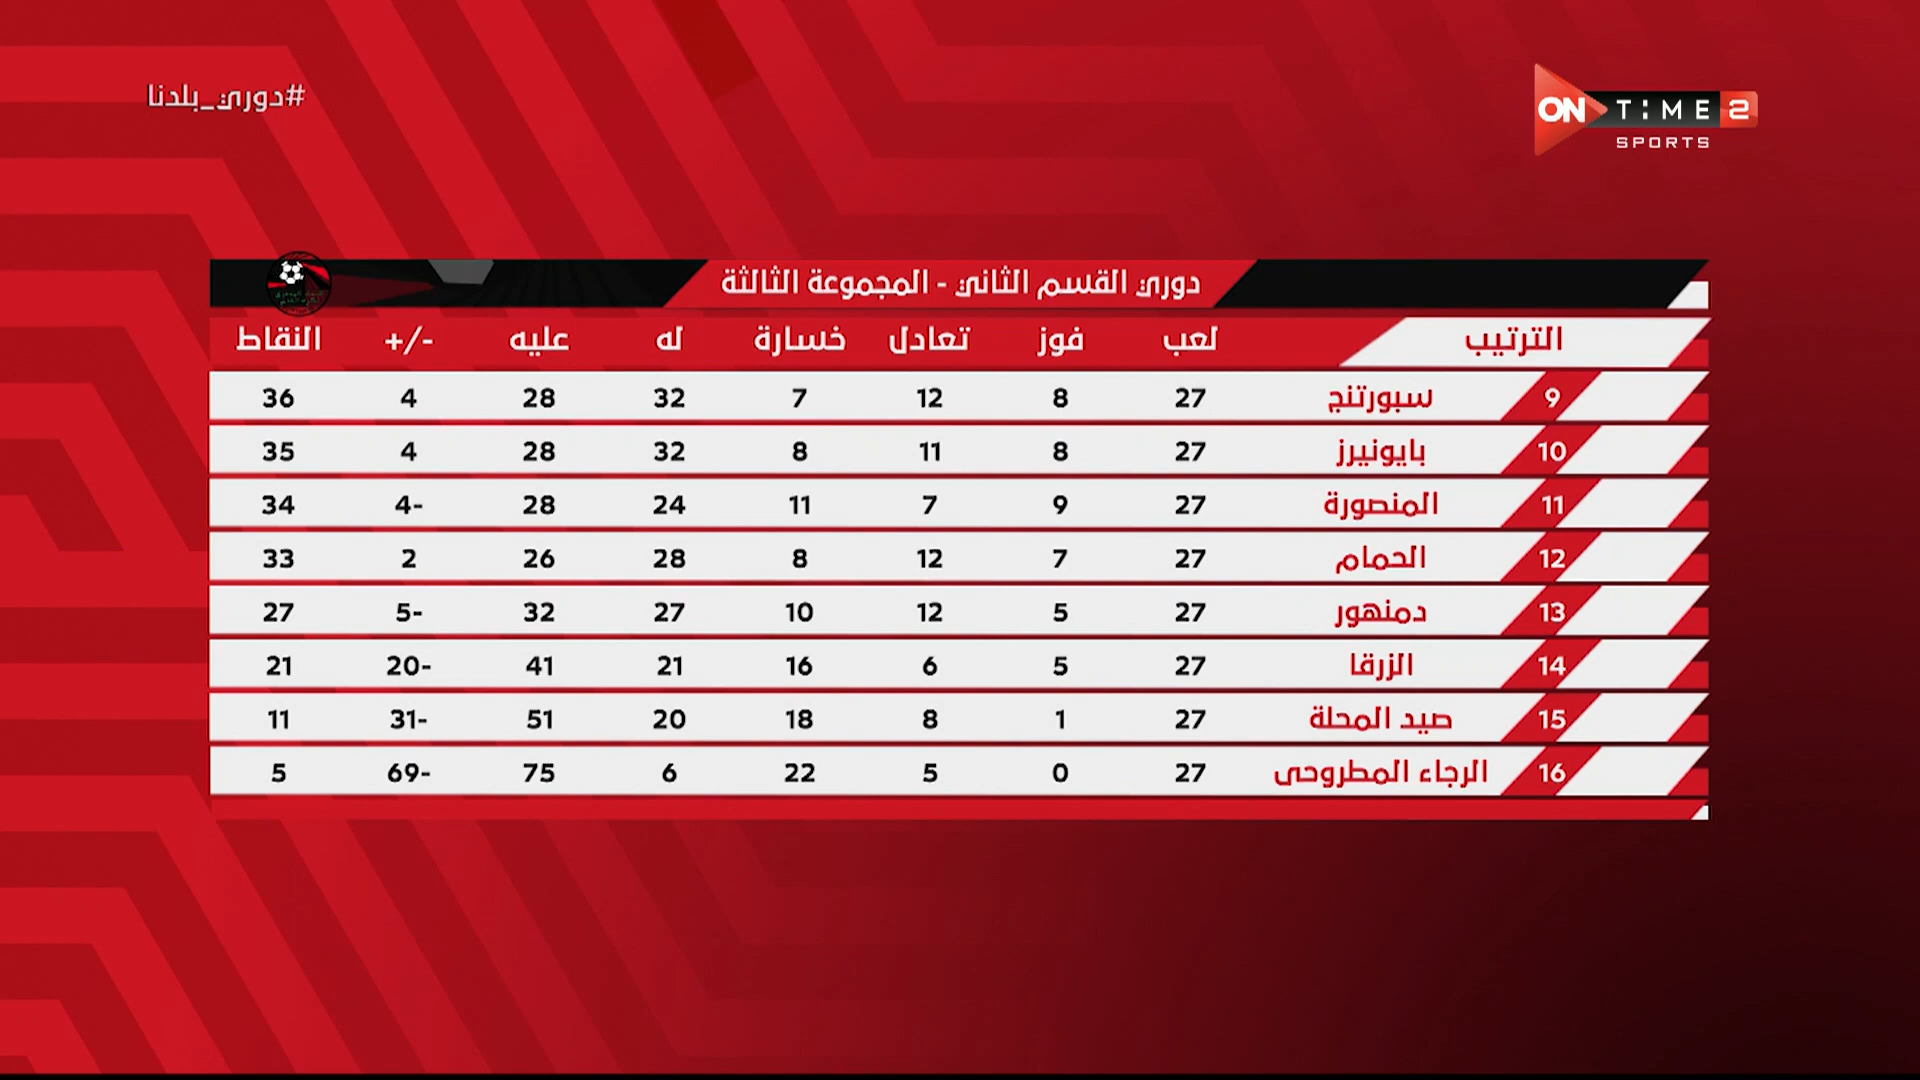 #دوري_بلدنا
ON TIME 2
SPORTS
دوري القسم الثاني - المجموعة الثالثة
الترتيب لعب فوز تعادل خسارة له عليه -/+ النقاط
9 سبورتنج 27 8 12 7 32 28 4 36
10 بايونيرز 27 8 11 8 32 28 4 35
11 المنصورة 27 9 7 11 24 28 4- 34
12 الحمام 27 7 12 8 28 26 2 33
13 دمنهور 27 5 12 10 27 32 5- 27
14 الزرقا 27 5 6 16 21 41 20- 21
15 صيد المحلة 27 1 8 18 20 51 31- 11
16 الرجاء المطروحى 27 0 5 22 6 75 69- 5